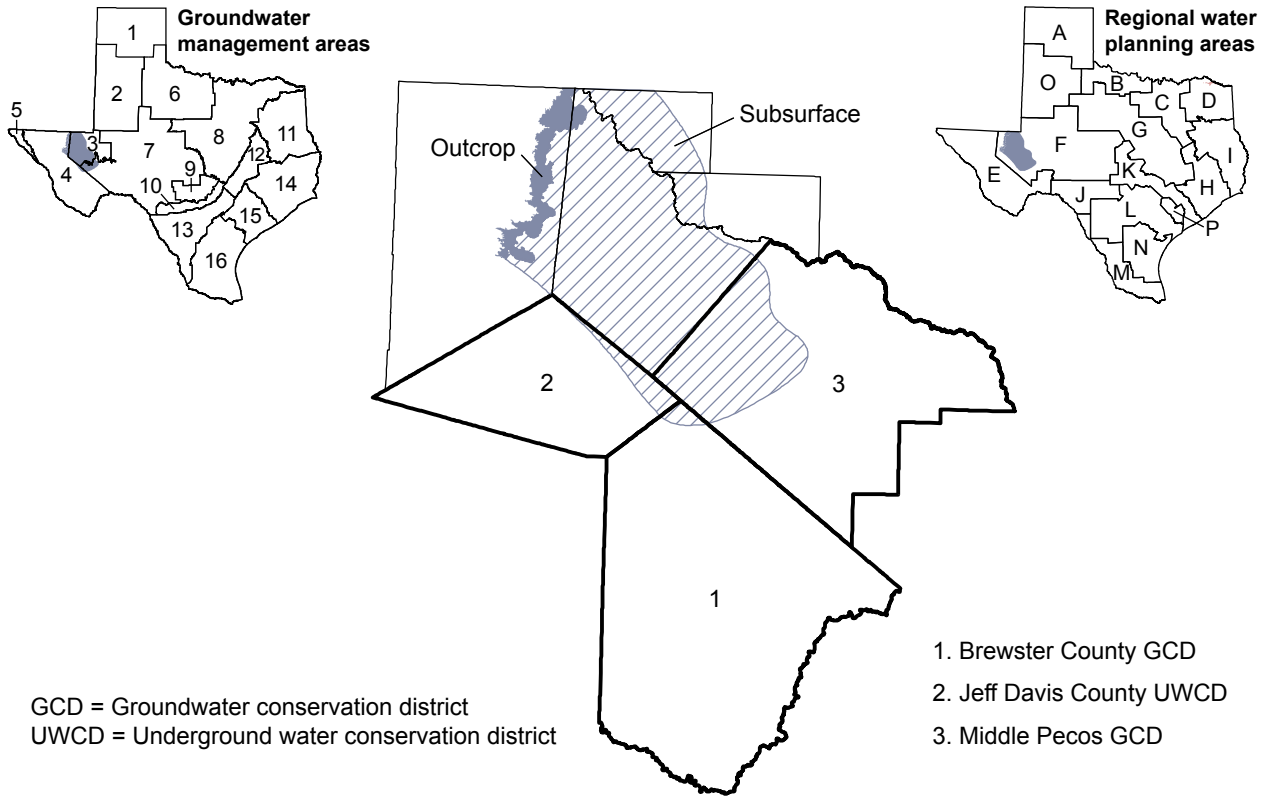 Groundwater
management areas
1
2
6
5
3
4
7
8
9
10
11
12
13
14
15
16
Regional water
planning areas
A
O
B
C
D
G
F
E
I
K
H
J
L
P
N
M
Subsurface
Outcrop
2
3
1
1. Brewster County GCD
2. Jeff Davis County UWCD
3. Middle Pecos GCD
GCD = Groundwater conservation district
UWCD = Underground water conservation district